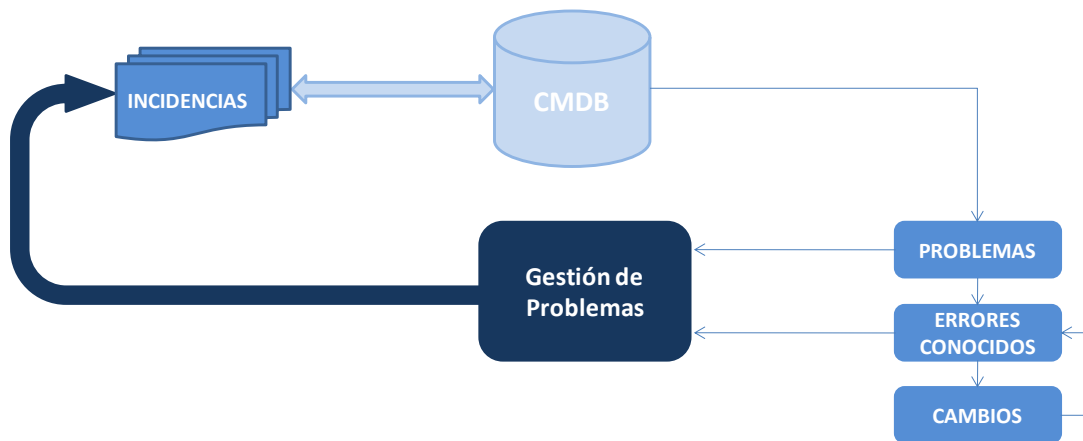 INCIDENCIAS
CMDB
Gestión de
Problemas
PROBLEMAS
ERRORES
CONOCIDOS
CAMBIOS